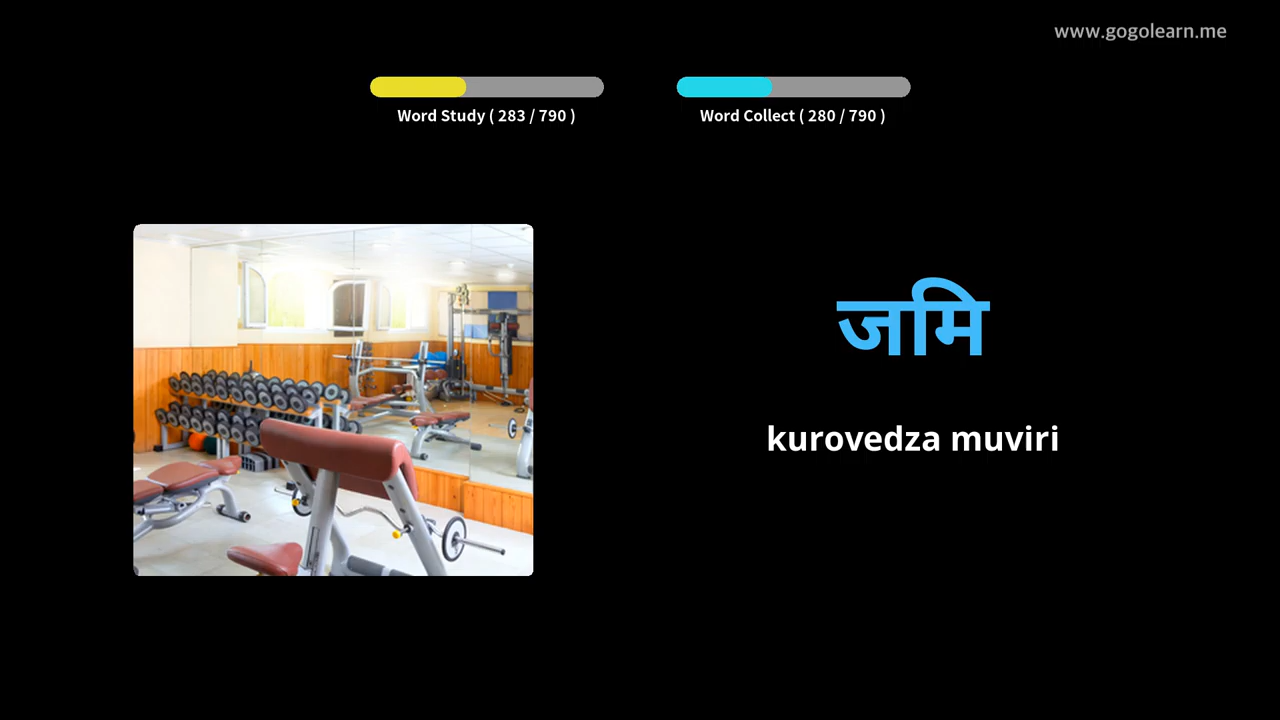 www.gogolearn.me
Word Study ( 283 / 790 )
Word Collect ( 280 / 790 )
जमि
kurovedza muviri